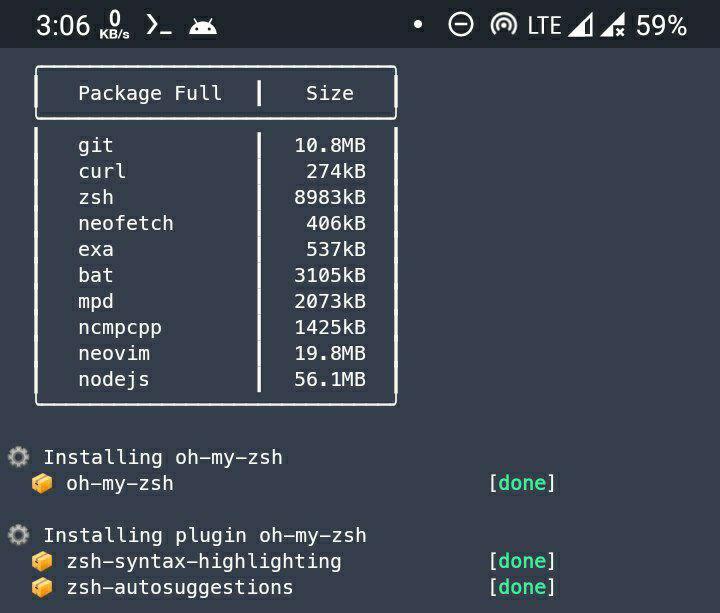 3:06 0 KB/s LTE 59%
Package Full Size
git 10.8MB
curl 274kB
zsh 8983kB
neofetch 406kB
exa 537kB
bat 3105kB
mpd 2073kB
ncmpcpp 1425kB
neovim 19.8MB
nodejs 56.1MB
Installing oh-my-zsh
oh-my-zsh [done]
Installing plugin oh-my-zsh
zsh-syntax-highlighting [done]
zsh-autosuggestions [done]